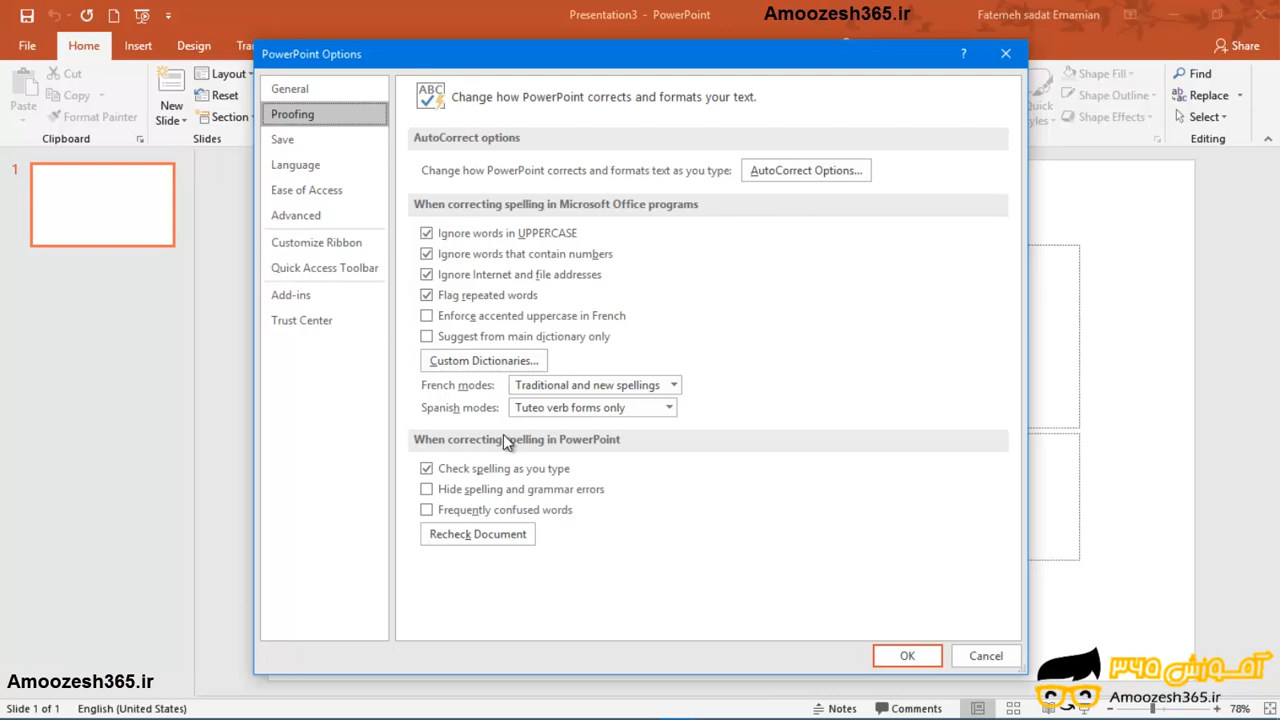 Presentation3 - PowerPoint
Amoozesh365.ir
Fatemeh sadat Emamian
File
Home
Insert
Design
Share
PowerPoint Options
?
Paste
Cut
Copy
Format Painter
Clipboard
New
Slide
Layout
Reset
Section
Slides
Quick
Shape Fill
Shape Outline
Shape Effects
Find
Replace
Select
Editing
1
General
Proofing
Save
Language
Ease of Access
Advanced
Customize Ribbon
Quick Access Toolbar
Add-ins
Trust Center
ABC
Change how PowerPoint corrects and formats your text.
AutoCorrect options
Change how PowerPoint corrects and formats text as you type:
AutoCorrect Options...
When correcting spelling in Microsoft Office programs
Ignore words in UPPERCASE
Ignore words that contain numbers
Ignore Internet and file addresses
Flag repeated words
Enforce accented uppercase in French
Suggest from main dictionary only
Custom Dictionaries...
French modes: Traditional and new spellings
Spanish modes: Tuteo verb forms only
When correcting spelling in PowerPoint
Check spelling as you type
Hide spelling and grammar errors
Frequently confused words
Recheck Document
OK
Cancel
Amoozesh365.ir
آموزش ۳۶۵
Amoozesh365.ir
Slide 1 of 1
English (United States)
Notes
Comments
78%